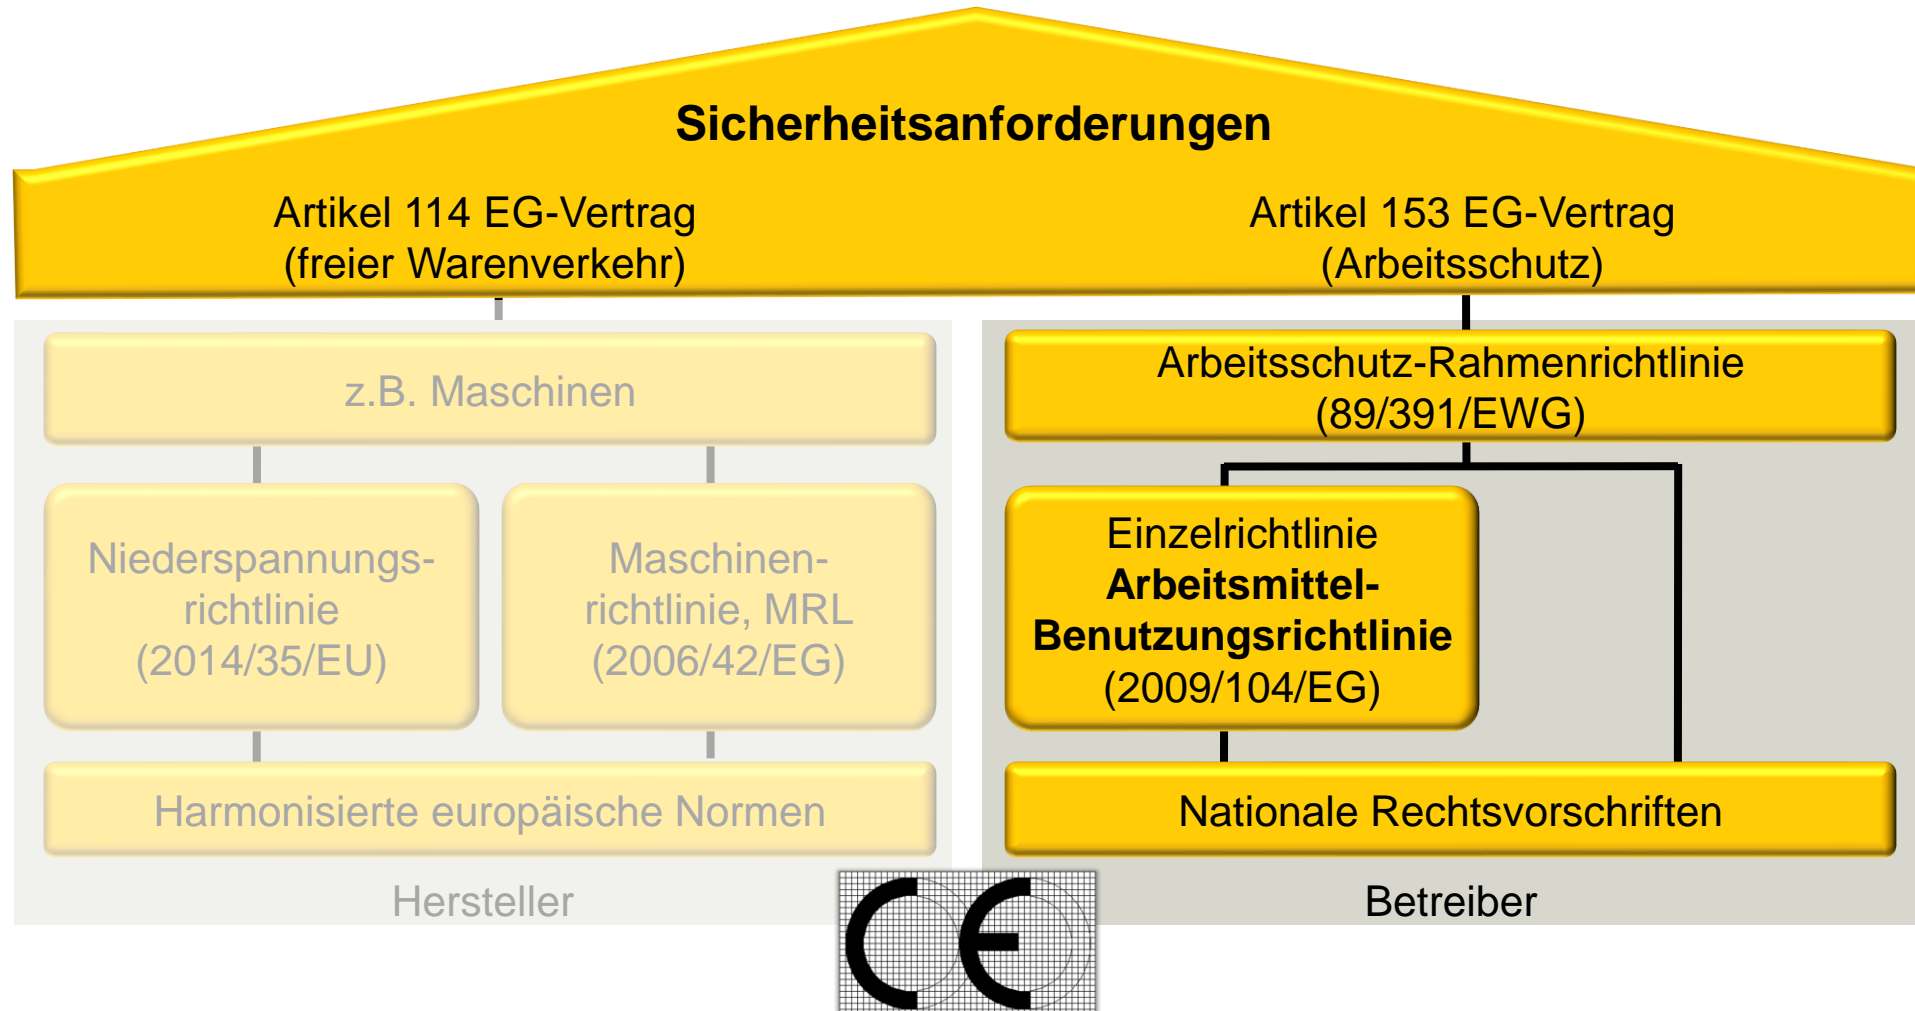 Sicherheitsanforderungen
Artikel 114 EG-Vertrag
(freier Warenverkehr)
Artikel 153 EG-Vertrag
(Arbeitsschutz)
z.B. Maschinen
Niederspannungs-
richtlinie
(2014/35/EU)
Maschinen-
richtlinie, MRL
(2006/42/EG)
Harmonisierte europäische Normen
Hersteller
Arbeitsschutz-Rahmenrichtlinie
(89/391/EWG)
Einzelrichtlinie
Arbeitsmittel-
Benutzungsrichtlinie
(2009/104/EG)
Nationale Rechtsvorschriften
Betreiber
CE